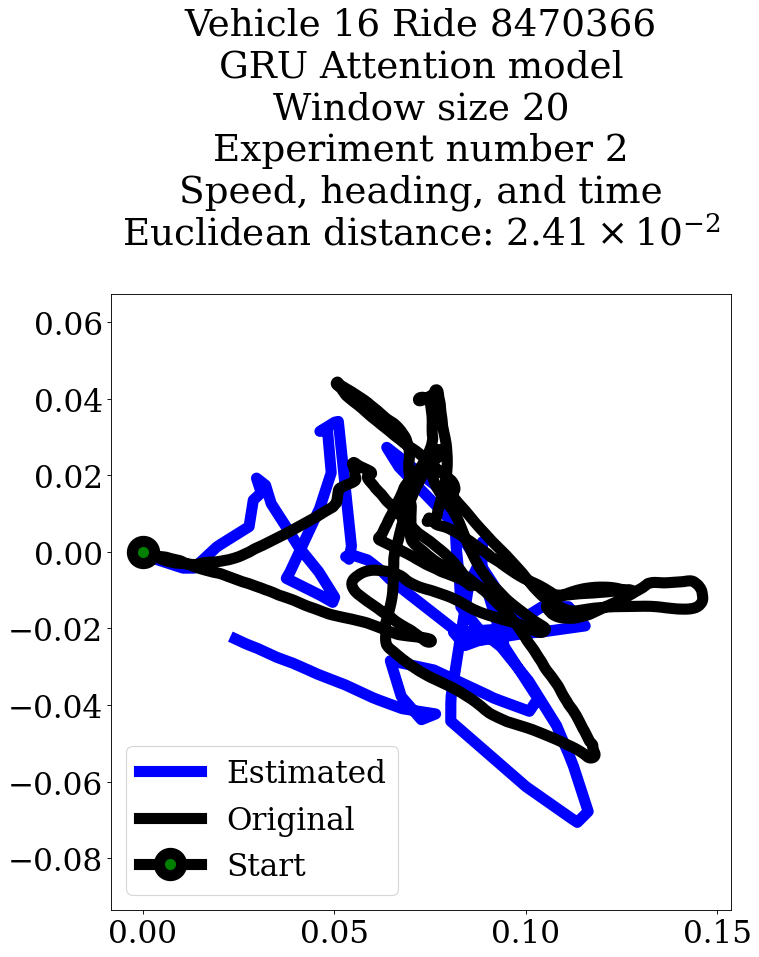 Vehicle 16 Ride 8470366
GRU Attention model
Window size 20
Experiment number 2
Speed, heading, and time
Euclidean distance: 2.41 × 10⁻²
0.06
0.04
0.02
0.00
−0.02
−0.04
−0.06
−0.08
Estimated
Original
Start
0.00 0.05 0.10 0.15